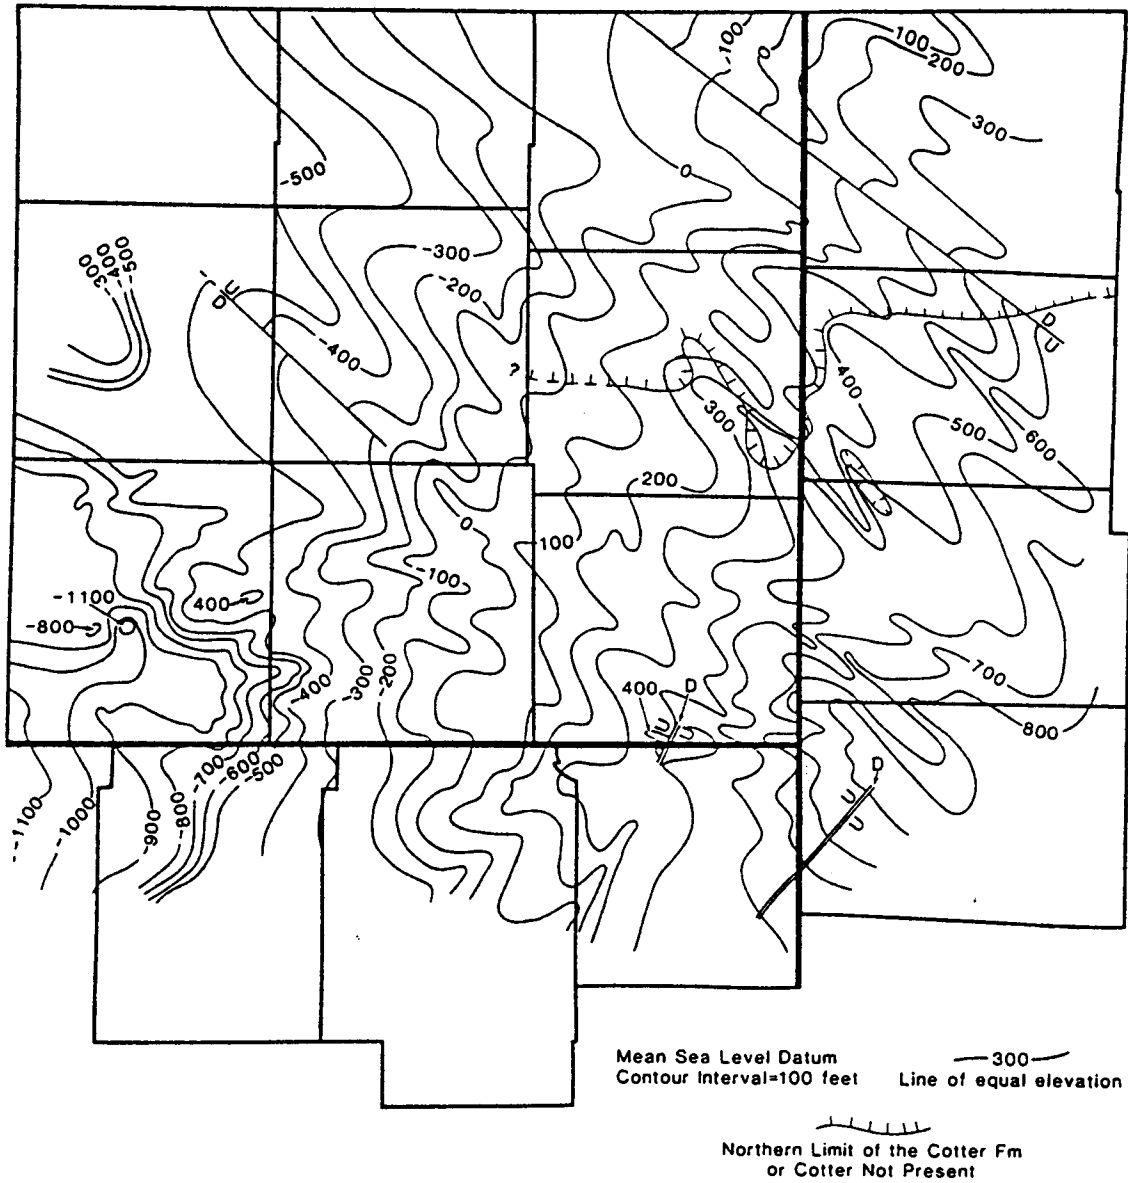 100
0
100
200
300
-500
0
-300
-400
-500
-300
-200
D
U
D
U
-400
?
-400
300
500
600
200
0
100
-100
-1100
400
-800
-400
-300
-200
400
D
U
U
700
800
-700
-600
-500
-1100
-1000
-900
-800
D
U
U
Mean Sea Level Datum
Contour Interval=100 feet
300
Line of equal elevation
Northern Limit of the Cotter Fm
or Cotter Not Present